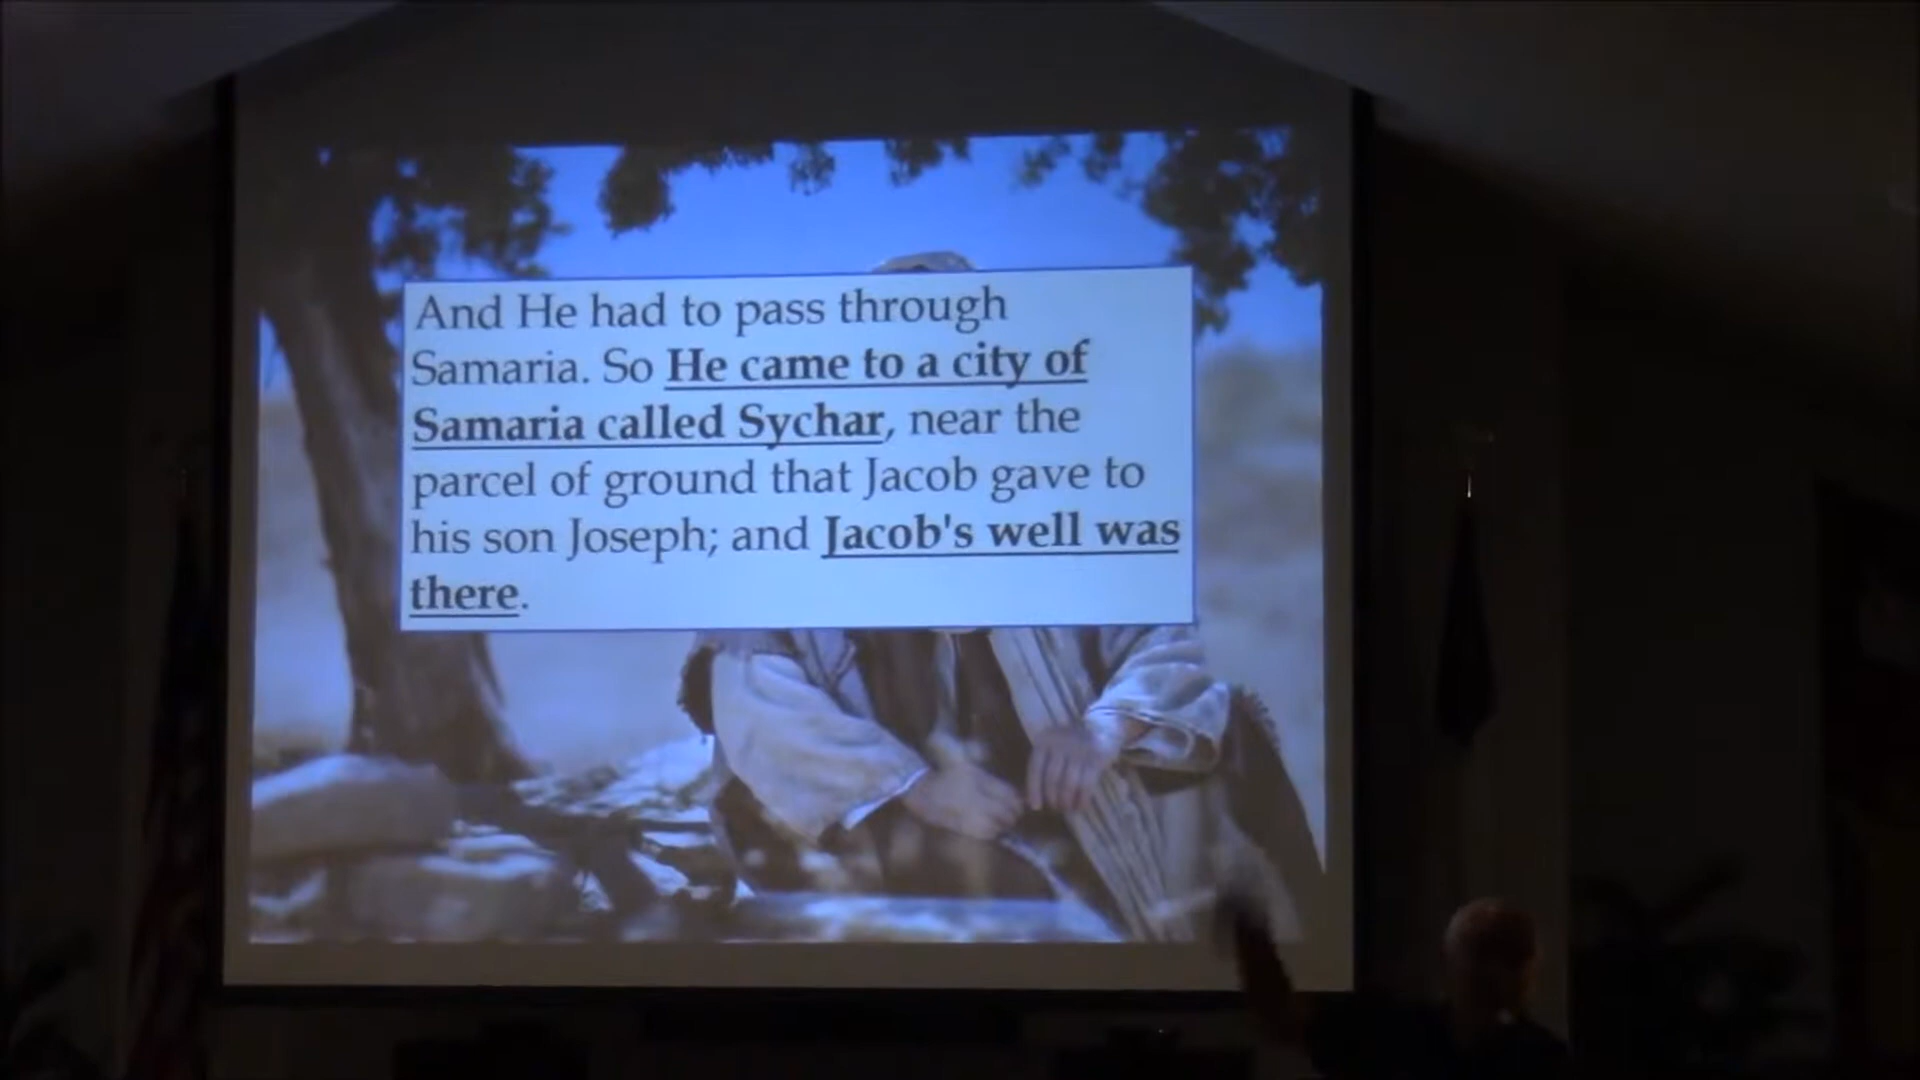 And He had to pass through
Samaria. So He came to a city of
Samaria called Sychar, near the
parcel of ground that Jacob gave to
his son Joseph; and Jacob's well was
there.